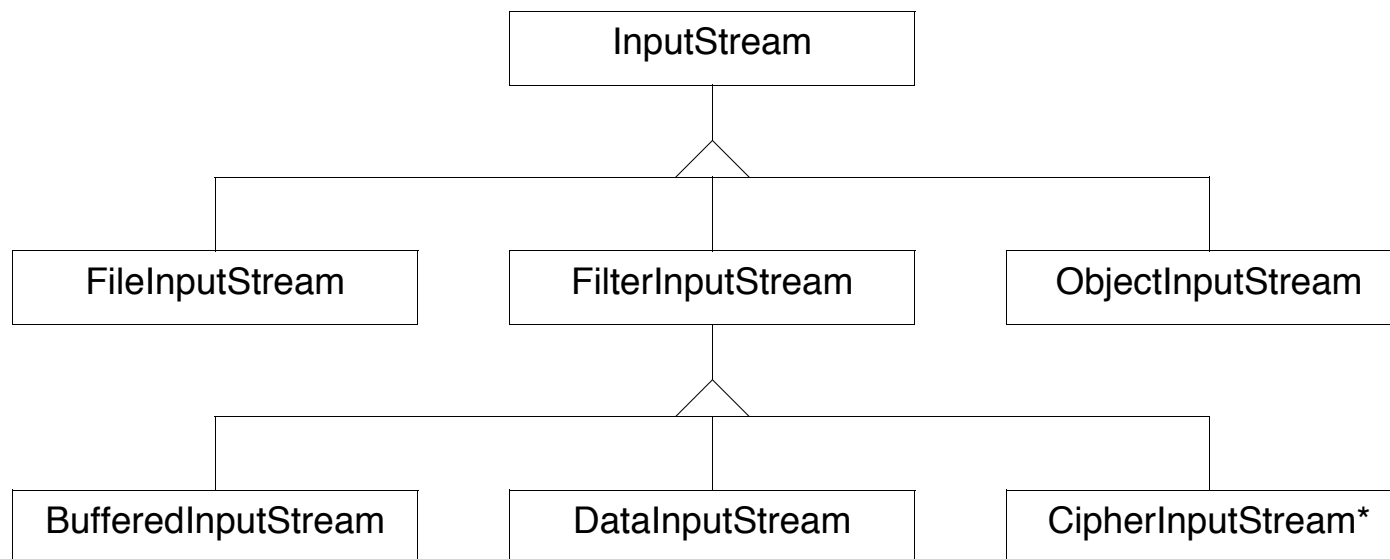 InputStream
FileInputStream
FilterInputStream
ObjectInputStream
BufferedInputStream
DataInputStream
CipherInputStream*